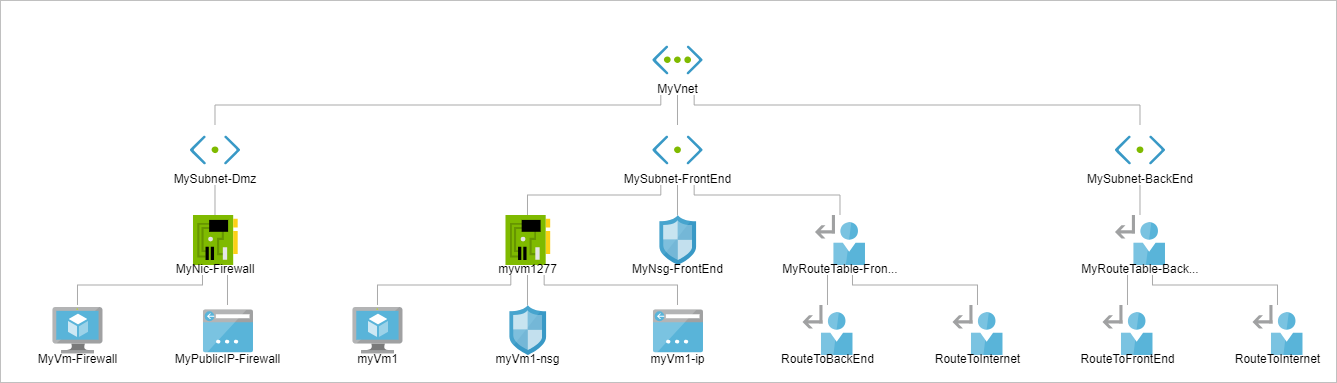 MyVnet
MySubnet-Dmz
MySubnet-FrontEnd
MySubnet-BackEnd
MyNic-Firewall
myvm1277
MyNsg-FrontEnd
MyRouteTable-Fron...
MyRouteTable-Back...
MyVm-Firewall
MyPublicIP-Firewall
myVm1
myVm1-nsg
myVm1-ip
RouteToBackEnd
RouteToInternet
RouteToFrontEnd
RouteToInternet